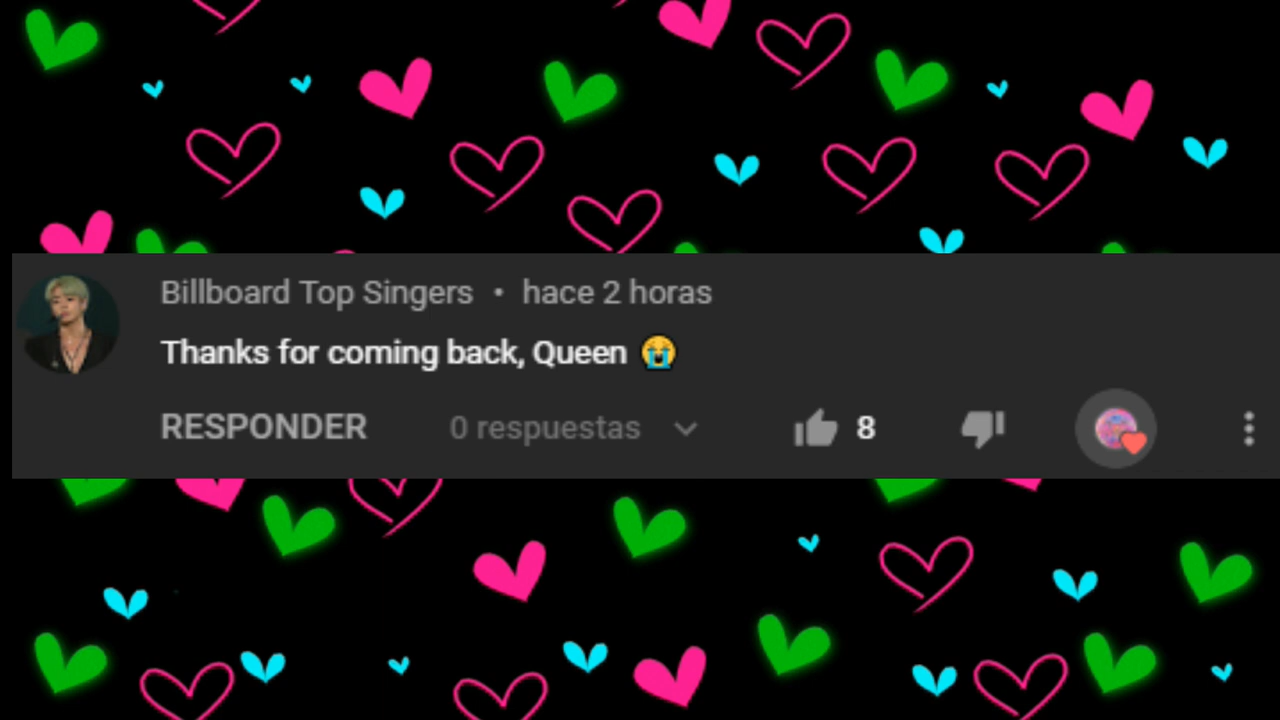 Billboard Top Singers • hace 2 horas
Thanks for coming back, Queen 😭
RESPONDER 0 respuestas 8